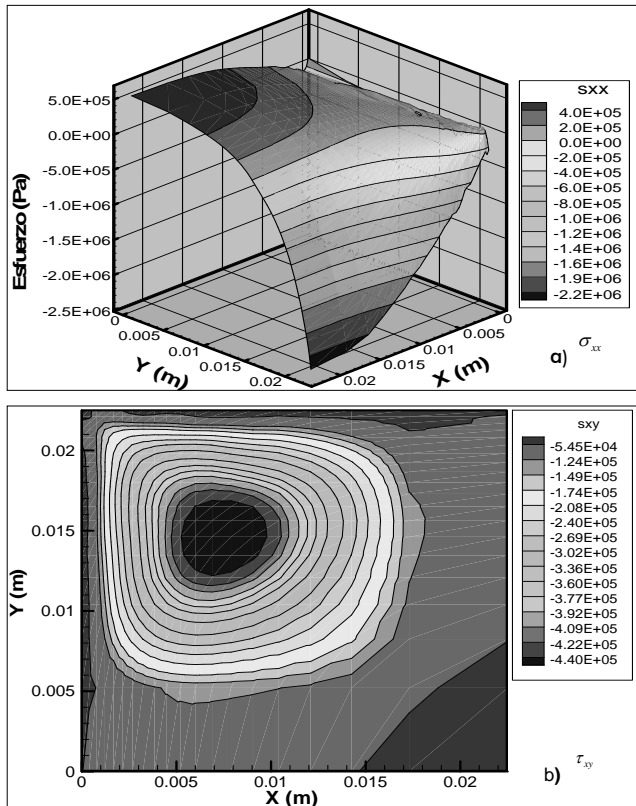 Esfuerzo (Pa)
5.0E+05
0.0E+00
-5.0E+05
-1.0E+06
-1.5E+06
-2.0E+06
-2.5E+06
0
0.005
0.01
0.015
0.02
Y (m)
0.02
0.015
0.01
0.005
0
X (m)
sxx
4.0E+05
2.0E+05
0.0E+00
-2.0E+05
-4.0E+05
-6.0E+05
-8.0E+05
-1.0E+06
-1.2E+06
-1.4E+06
-1.6E+06
-1.9E+06
-2.2E+06
a) σxx
Y (m)
0.02
0.015
0.01
0.005
0
0.005
0.01
0.015
0.02
X (m)
sxy
-5.45E+04
-1.24E+05
-1.49E+05
-1.74E+05
-2.08E+05
-2.40E+05
-2.69E+05
-3.02E+05
-3.36E+05
-3.60E+05
-3.77E+05
-3.92E+05
-4.09E+05
-4.22E+05
-4.40E+05
b) τxy